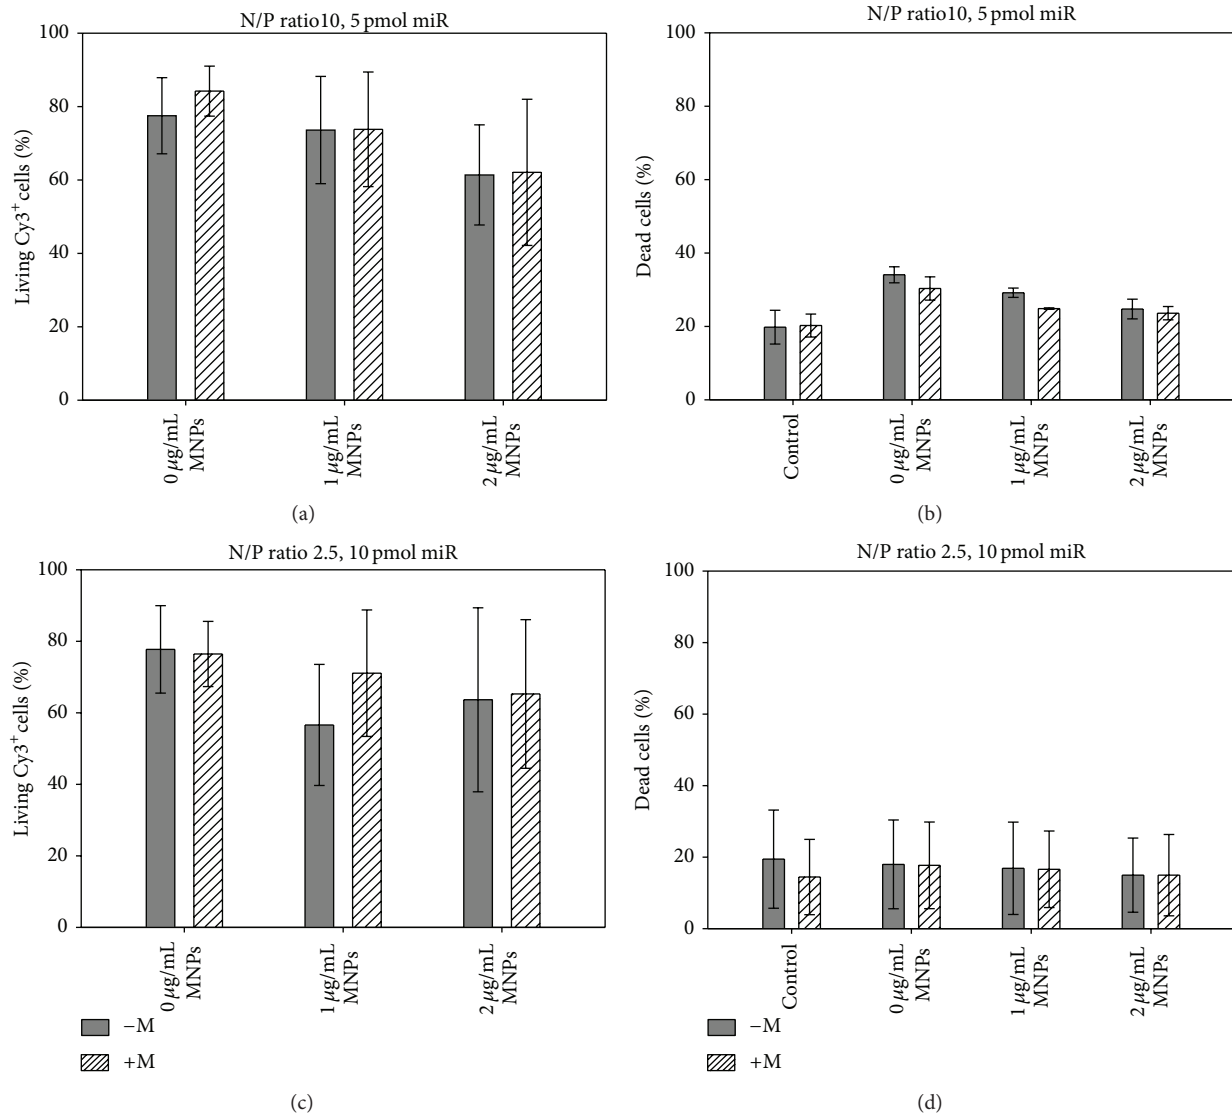 N/P ratio10, 5 pmol miR
Living Cy3⁺ cells (%)
100
80
60
40
20
0
0 μg/mL
MNPs
1 μg/mL
MNPs
2 μg/mL
MNPs
(a)
N/P ratio10, 5 pmol miR
Dead cells (%)
100
80
60
40
20
0
Control
0 μg/mL
MNPs
1 μg/mL
MNPs
2 μg/mL
MNPs
(b)
N/P ratio 2.5, 10 pmol miR
Living Cy3⁺ cells (%)
100
80
60
40
20
0
0 μg/mL
MNPs
1 μg/mL
MNPs
2 μg/mL
MNPs
−M
+M
(c)
N/P ratio 2.5, 10 pmol miR
Dead cells (%)
100
80
60
40
20
0
Control
0 μg/mL
MNPs
1 μg/mL
MNPs
2 μg/mL
MNPs
−M
+M
(d)